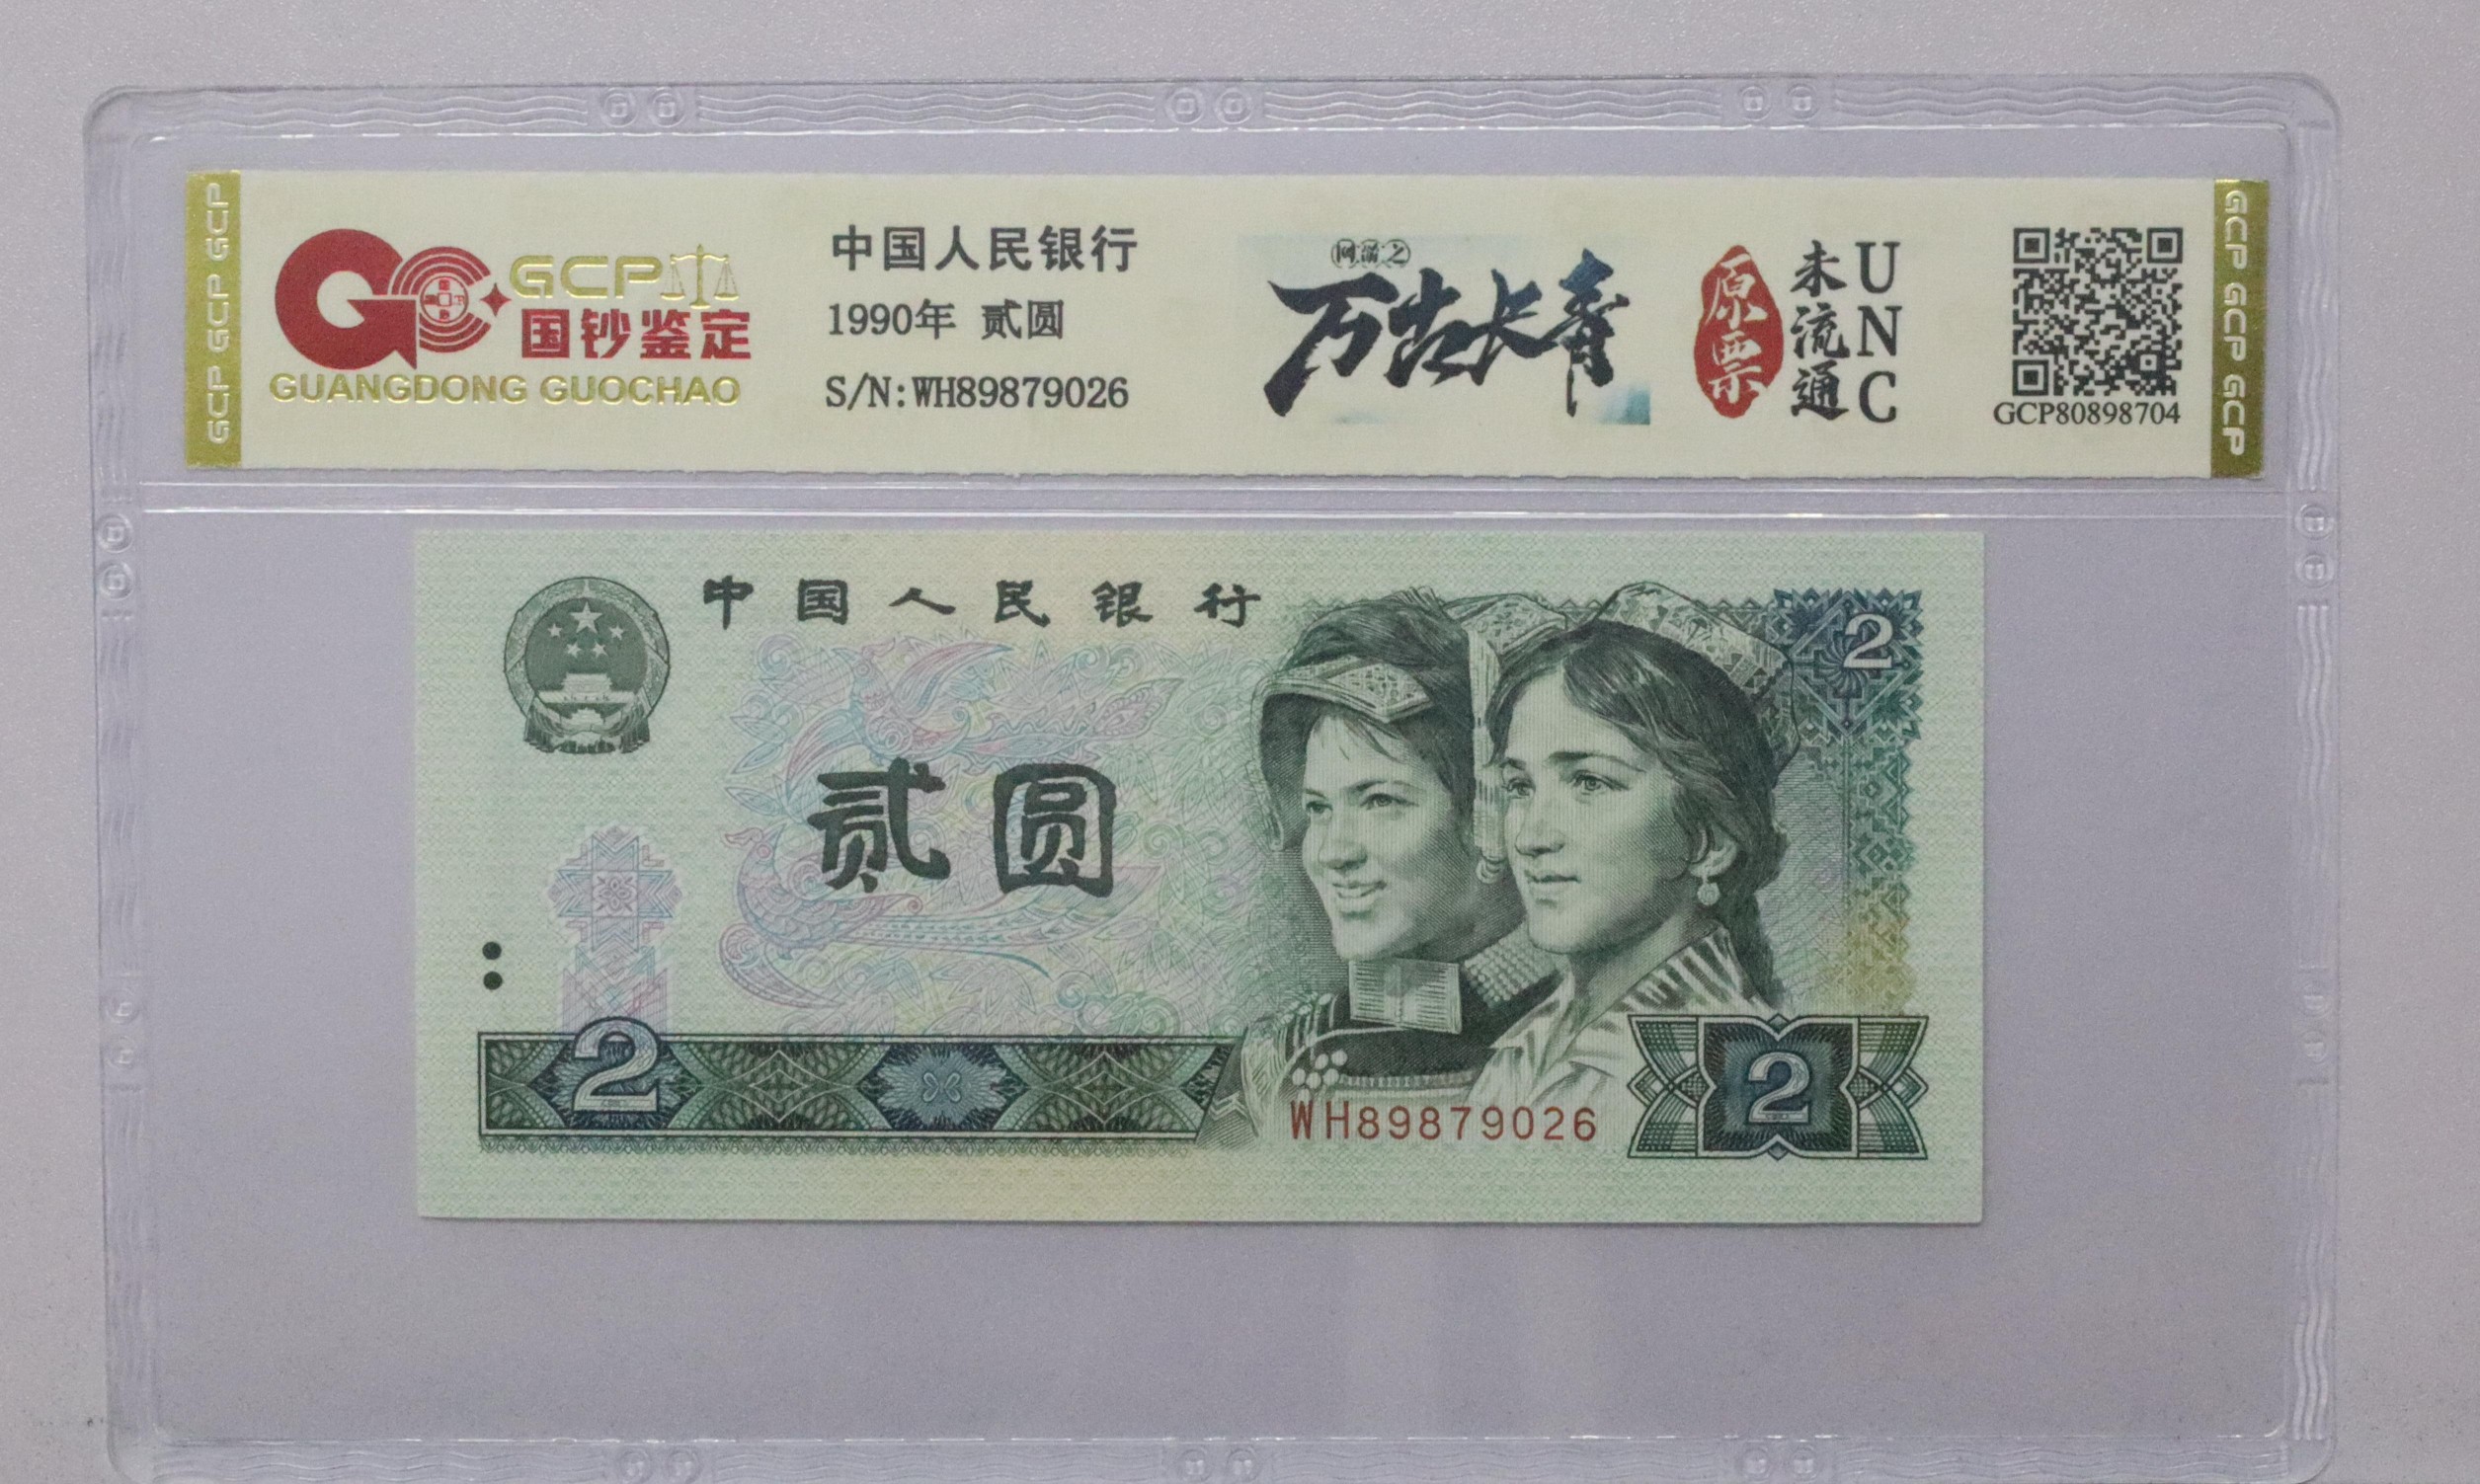 GCP GCP GCP
GCP
国钞鉴定
GUANGDONG GUOCHAO
中国人民银行
1990年 贰圆
S/N:WH89879026
万古长青
原票
未流通
UNC
GCP80898704
GCP GCP GCP
中国人民银行
2
贰圆
2
WH89879026
2